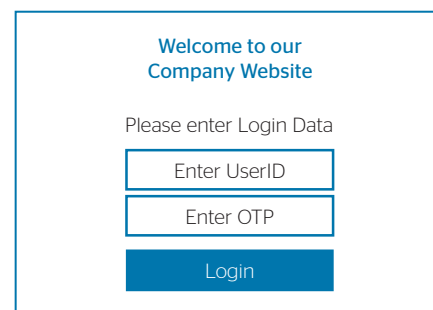 Welcome to our
Company Website
Please enter Login Data
Enter UserID
Enter OTP
Login